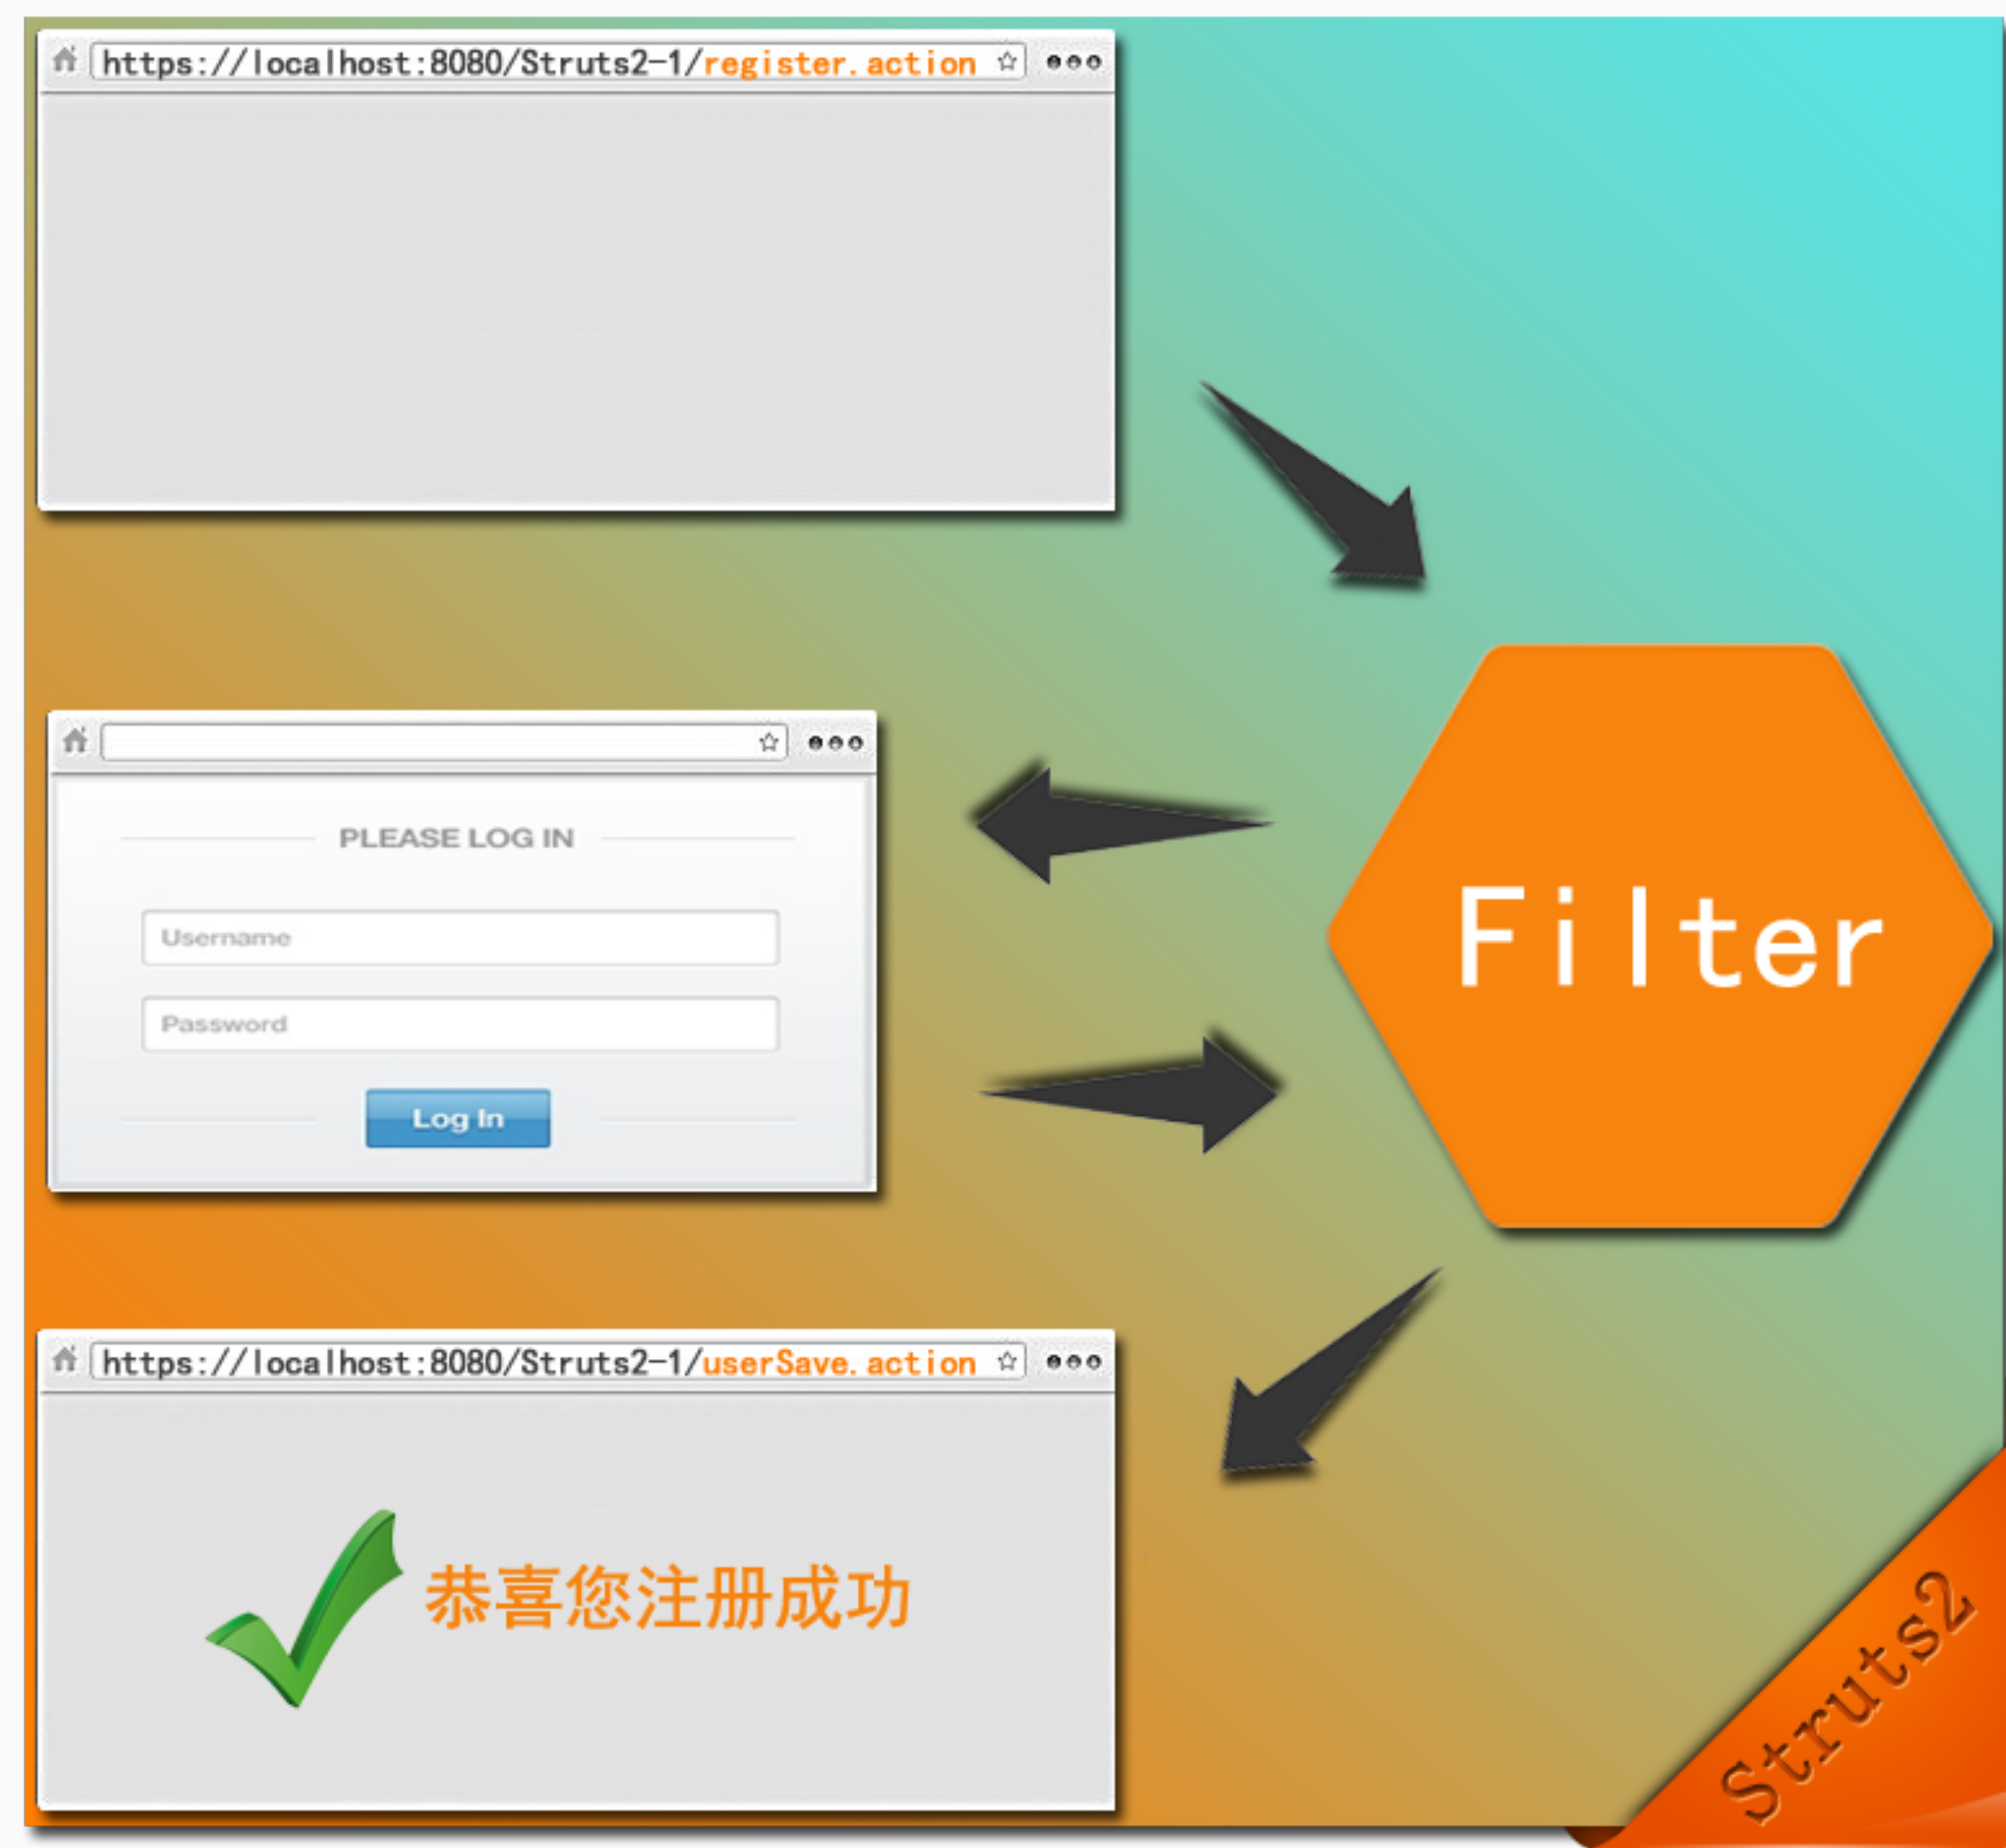 https://localhost:8080/Struts2-1/register.action
PLEASE LOG IN
Username
Password
Log In
Filter
https://localhost:8080/Struts2-1/userSave.action
恭喜您注册成功
Struts2